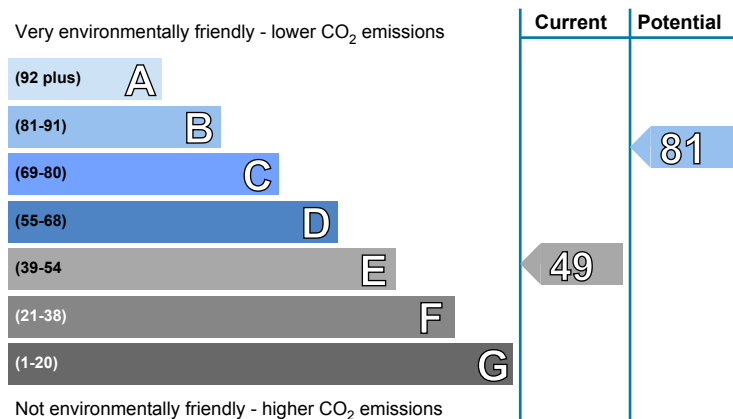 Current Potential
Very environmentally friendly - lower CO₂ emissions
(92 plus) A
(81-91) B
81
(69-80) C
(55-68) D
(39-54 E
49
(21-38) F
(1-20) G
Not environmentally friendly - higher CO₂ emissions